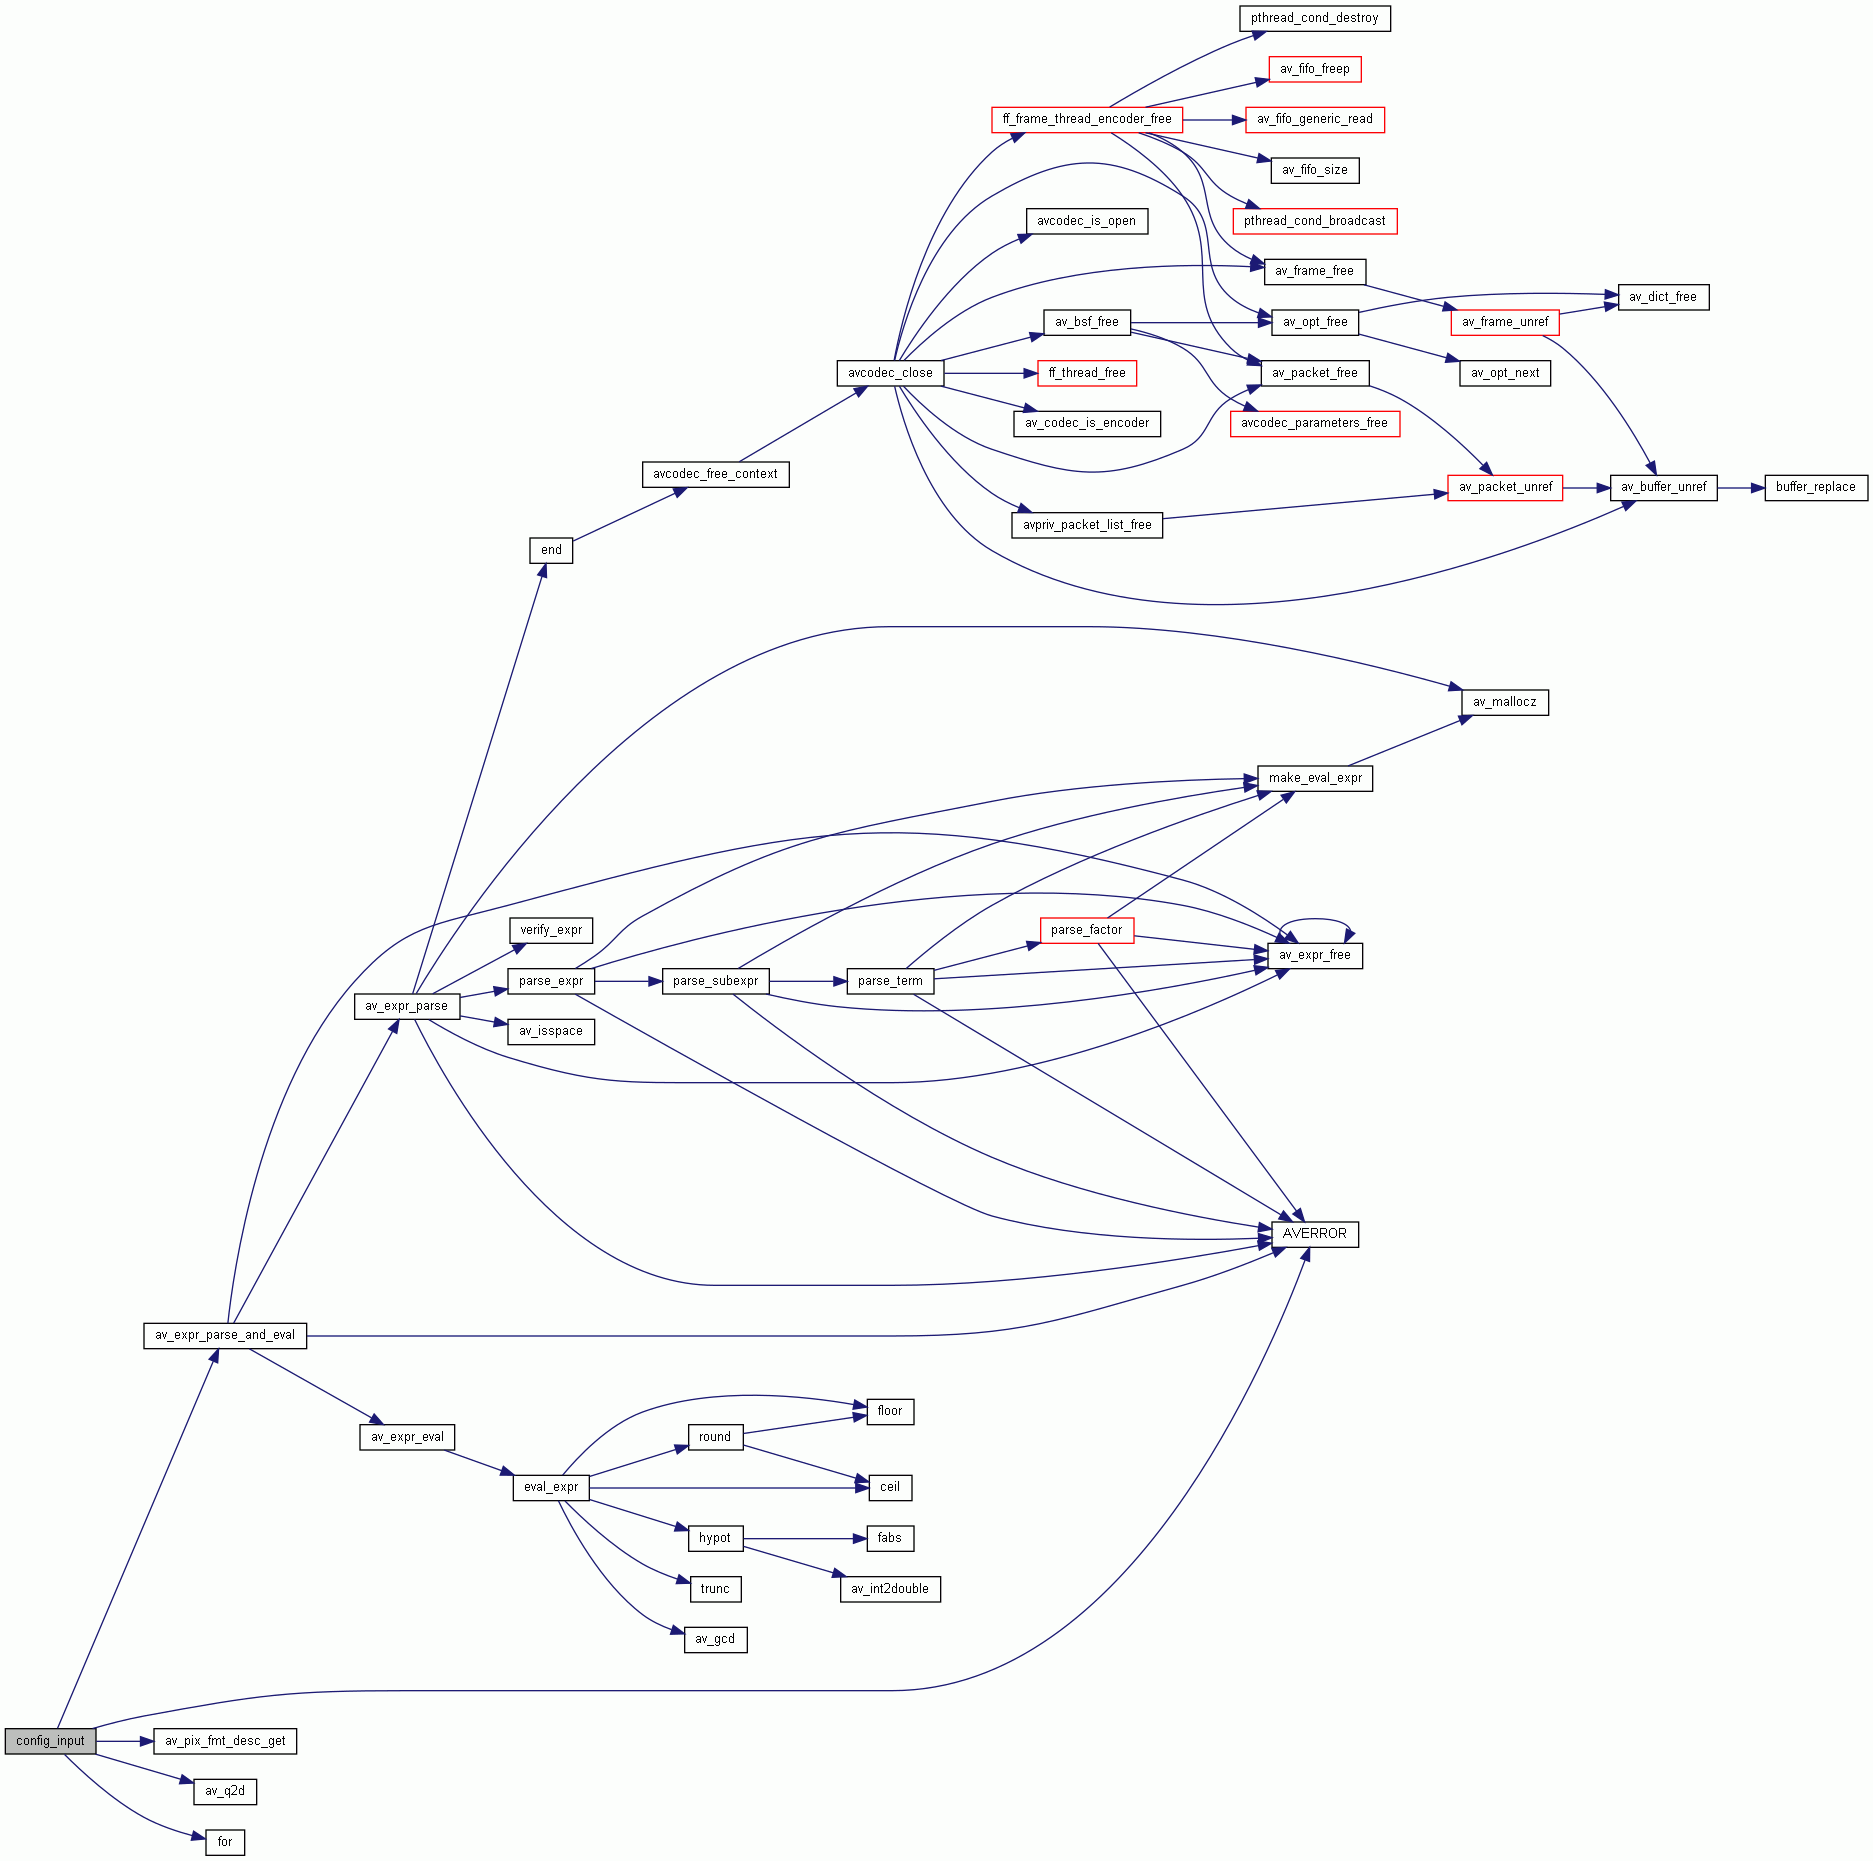 pthread_cond_destroy
av_fifo_freep
ff_frame_thread_encoder_free
av_fifo_generic_read
av_fifo_size
avcodec_is_open
pthread_cond_broadcast
av_frame_free
av_dict_free
av_bsf_free
av_opt_free
av_frame_unref
avcodec_close
ff_thread_free
av_packet_free
av_opt_next
av_codec_is_encoder
avcodec_parameters_free
avcodec_free_context
av_packet_unref
av_buffer_unref
buffer_replace
avpriv_packet_list_free
end
av_mallocz
make_eval_expr
verify_expr
parse_factor
av_expr_free
parse_expr
parse_subexpr
parse_term
av_expr_parse
av_isspace
AVERROR
av_expr_parse_and_eval
floor
av_expr_eval
round
eval_expr
ceil
hypot
fabs
trunc
av_int2double
av_gcd
config_input
av_pix_fmt_desc_get
av_q2d
for